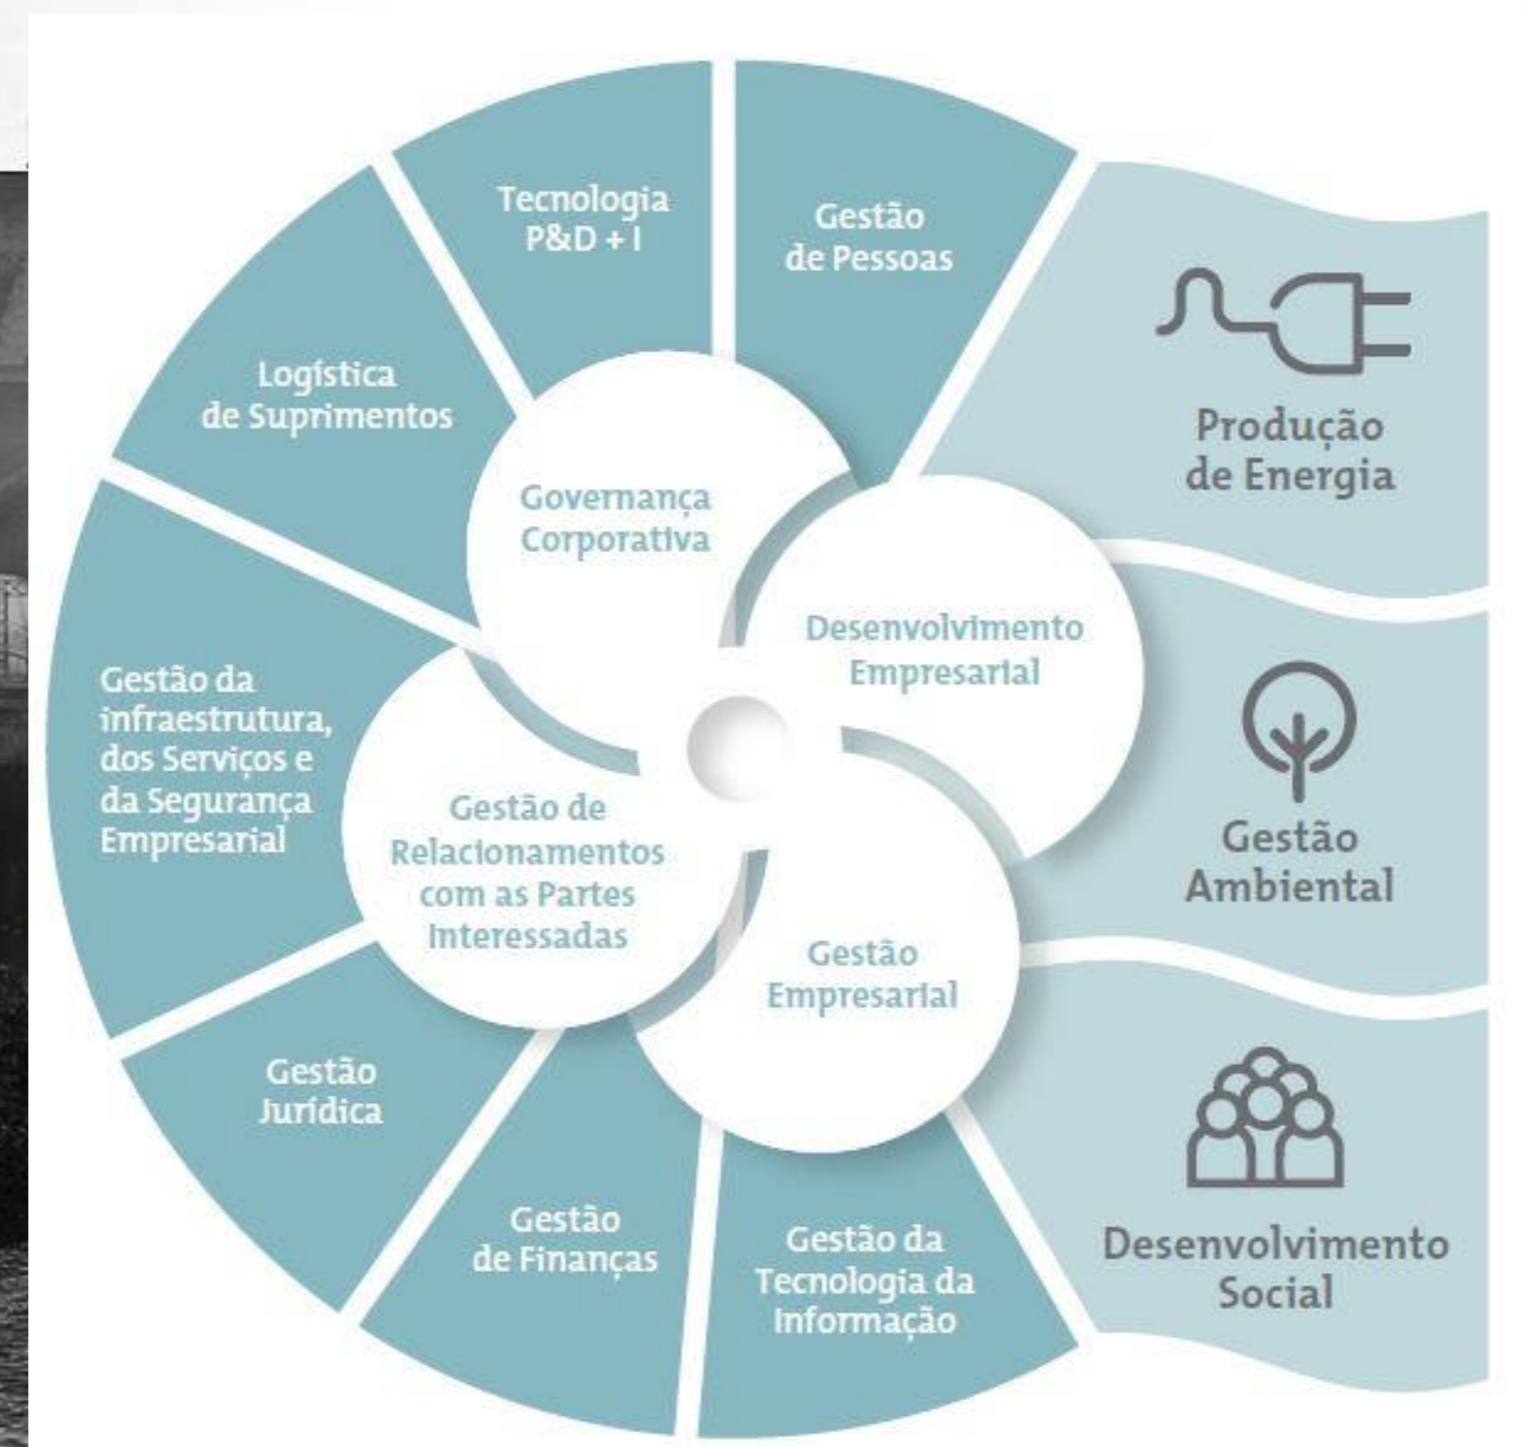 Tecnologia
P&D + I
Gestão
de Pessoas
Logística
de Suprimentos
Gestão da
infraestrutura,
dos Serviços e
da Segurança
Empresarial
Gestão
Jurídica
Gestão
de Finanças
Gestão da
Tecnologia da
Informação
Governança
Corporativa
Desenvolvimento
Empresarial
Gestão de
Relacionamentos
com as Partes
Interessadas
Gestão
Empresarial
Produção
de Energia
Gestão
Ambiental
Desenvolvimento
Social